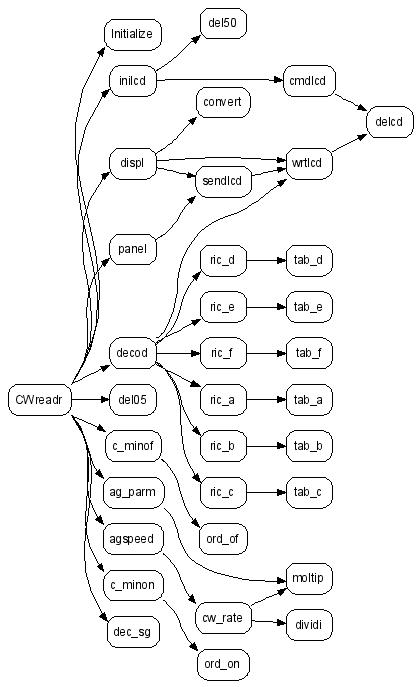 Initialize
del50
inilcd
cmdlcd
convert
delcd
displ
wrtlcd
sendlcd
panel
ric_d
tab_d
ric_e
tab_e
decod
ric_f
tab_f
CWreadr
del05
ric_a
tab_a
c_minof
ric_b
tab_b
ag_parm
ric_c
tab_c
agspeed
ord_of
c_minon
moltip
cw_rate
dividi
dec_sg
ord_on